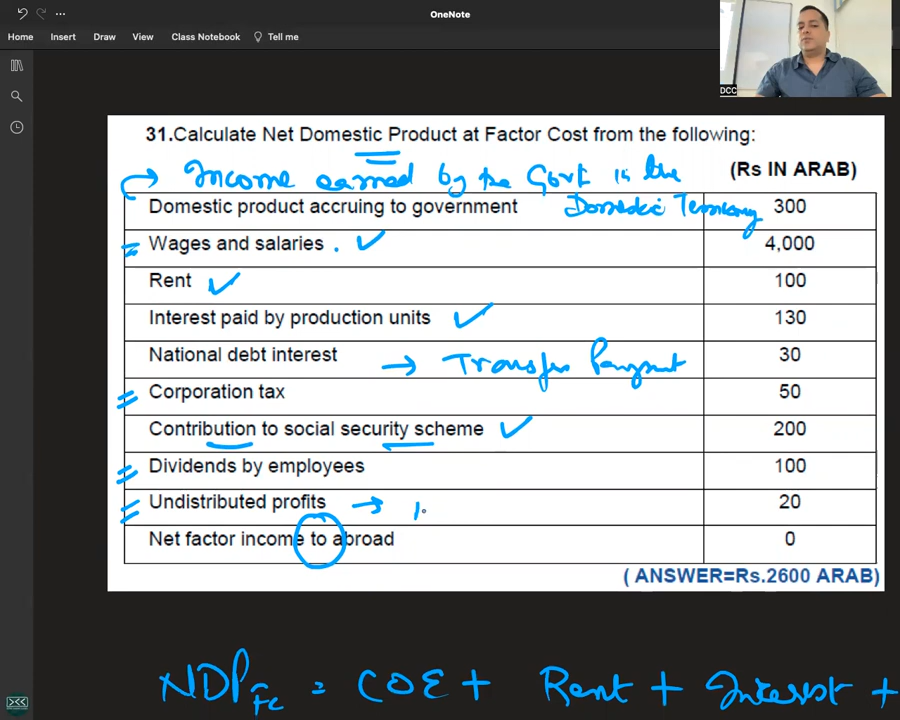 OneNote
Home Insert Draw View Class Notebook Tell me
DCC
31.Calculate Net Domestic Product at Factor Cost from the following:
(Rs IN ARAB)
Income earned by the Govt in the
Domestic Territory
Domestic product accruing to government 300
Wages and salaries 4,000
Rent 100
Interest paid by production units 130
National debt interest → Transfer Payment 30
Corporation tax 50
Contribution to social security scheme 200
Dividends by employees 100
Undistributed profits → 20
Net factor income to abroad 0
( ANSWER=Rs.2600 ARAB)
NDPFC = COE + Rent + Interest +